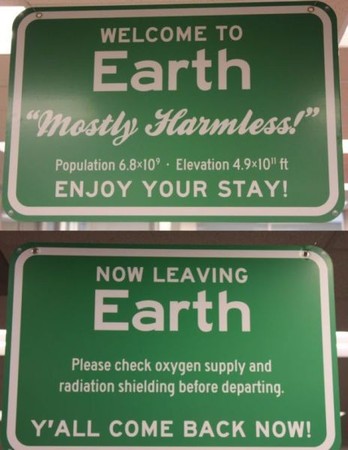 WELCOME TO
Earth
“Mostly Harmless!”
Population 6.8×10⁹ · Elevation 4.9×10¹¹ ft
ENJOY YOUR STAY!
NOW LEAVING
Earth
Please check oxygen supply and
radiation shielding before departing.
Y'ALL COME BACK NOW!